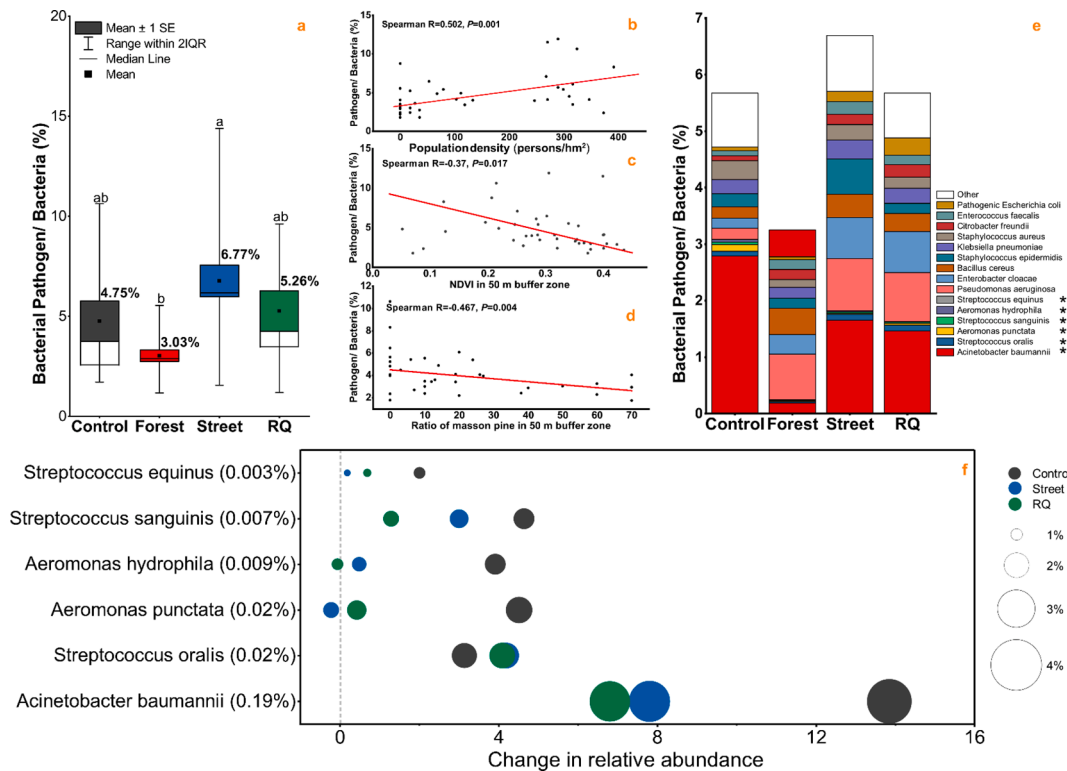 a
Mean ± 1 SE
Range within 2IQR
Median Line
Mean
Bacterial Pathogen/ Bacteria (%)
20
15
10
5
0
ab
4.75%
b
3.03%
a
6.77%
ab
5.26%
Control Forest Street RQ
b
Spearman R=0.502, P=0.001
Pathogen/ Bacteria (%)
15
10
5
0
0 100 200 300 400
Population density (persons/hm2)
c
Spearman R=-0.37, P=0.017
Pathogen/ Bacteria (%)
15
10
5
0
0.0 0.1 0.2 0.3 0.4
NDVI in 50 m buffer zone
d
Spearman R=-0.467, P=0.004
Pathogen/ Bacteria (%)
10
8
6
4
2
0 10 20 30 40 50 60 70
Ratio of masson pine in 50 m buffer zone
e
Bacterial Pathogen/ Bacteria (%)
7
6
5
4
3
2
1
0
Control Forest Street RQ
Other
Pathogenic Escherichia coli
Enterococcus faecalis
Citrobacter freundii
Staphylococcus aureus
Klebsiella pneumoniae
Staphylococcus epidermidis
Bacillus cereus
Enterobacter cloacae
Pseudomonas aeruginosa
Streptococcus equinus *
Aeromonas hydrophila *
Streptococcus sanguinis *
Aeromonas punctata *
Streptococcus oralis *
Acinetobacter baumannii *
f
Streptococcus equinus (0.003%)
Streptococcus sanguinis (0.007%)
Aeromonas hydrophila (0.009%)
Aeromonas punctata (0.02%)
Streptococcus oralis (0.02%)
Acinetobacter baumannii (0.19%)
0 4 8 12 16
Change in relative abundance
Contro
Street
RQ
1%
2%
3%
4%